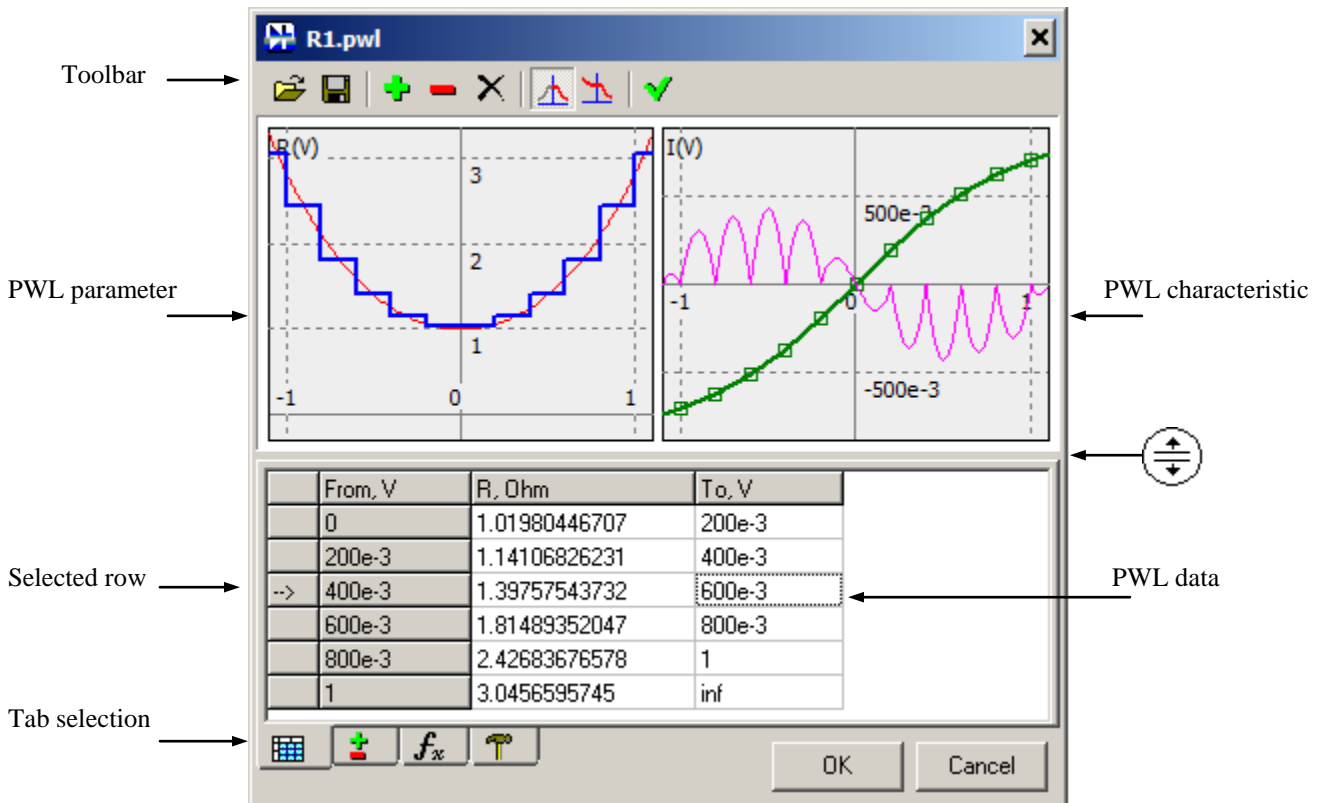 R1.pwl
Toolbar
R(V)
3
2
1
-1
0
1
I(V)
500e-3
-1
0
1
-500e-3
PWL parameter
PWL characteristic
From, V R, Ohm To, V
0 1.01980446707 200e-3
200e-3 1.14106826231 400e-3
Selected row
--> 400e-3 1.39757543732 600e-3
PWL data
600e-3 1.81489352047 800e-3
800e-3 2.42683676578 1
1 3.0456595745 inf
Tab selection
fx
OK Cancel